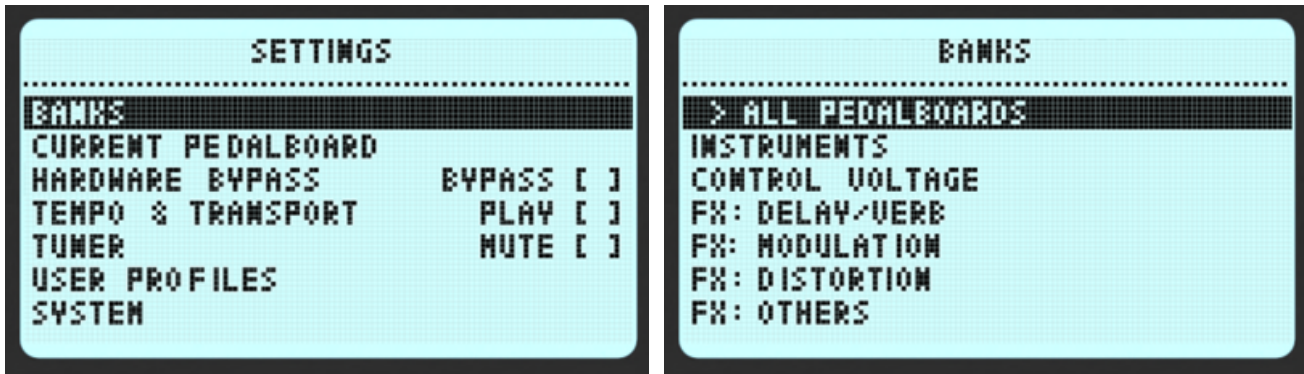 SETTINGS
BANKS
CURRENT PEDALBOARD
HARDWARE BYPASS BYPASS [ ]
TEMPO & TRANSPORT PLAY [ ]
TUNER MUTE [ ]
USER PROFILES
SYSTEM
BANKS
> ALL PEDALBOARDS
INSTRUMENTS
CONTROL VOLTAGE
FX: DELAY/VERB
FX: MODULATION
FX: DISTORTION
FX: OTHERS